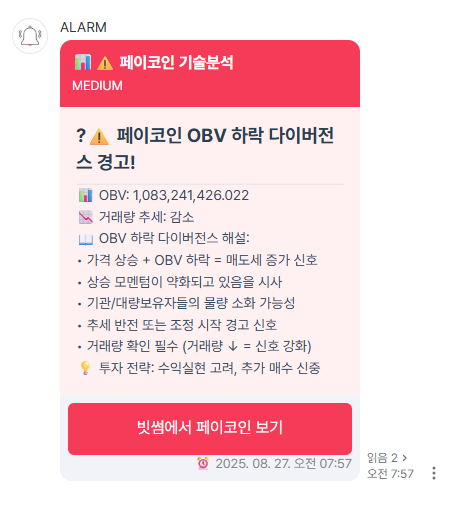 ALARM
📊 ⚠️ 페이코인 기술분석
MEDIUM
?⚠️ 페이코인 OBV 하락 다이버전
스 경고!
📊 OBV: 1,083,241,426.022
📉 거래량 추세: 감소
📖 OBV 하락 다이버전스 해설:
• 가격 상승 + OBV 하락 = 매도세 증가 신호
• 상승 모멘텀이 약화되고 있음을 시사
• 기관/대량보유자들의 물량 소화 가능성
• 추세 반전 또는 조정 시작 경고 신호
• 거래량 확인 필수 (거래량 ↓ = 신호 강화)
💡 투자 전략: 수익실현 고려, 추가 매수 신중
빗썸에서 페이코인 보기
⏰ 2025. 08. 27. 오전 07:57
읽음 2 >
오전 7:57